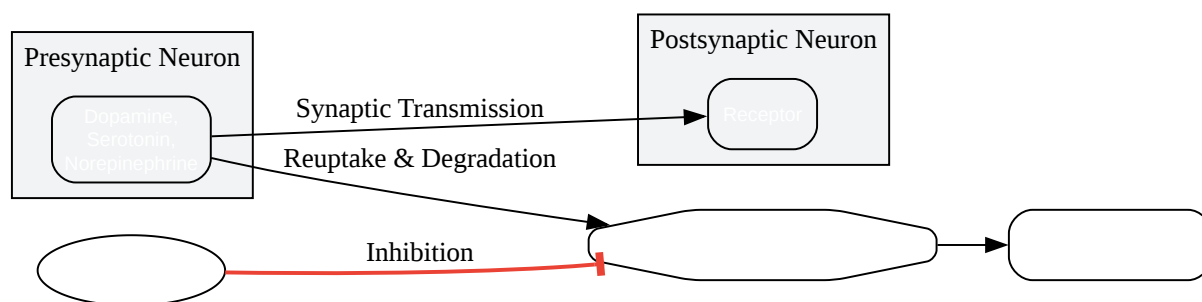 Presynaptic Neuron
Dopamine,
Serotonin,
Norepinephrine
Synaptic Transmission
Reuptake & Degradation
Postsynaptic Neuron
Receptor
Inhibition